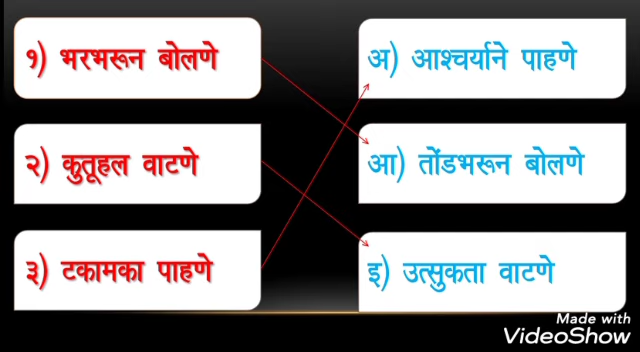 १) भरभरून बोलणे
अ) आश्चर्याने पाहणे
२) कुतूहल वाटणे
आ) तोंडभरून बोलणे
३) टकामका पाहणे
इ) उत्सुकता वाटणे
Made with
VideoShow